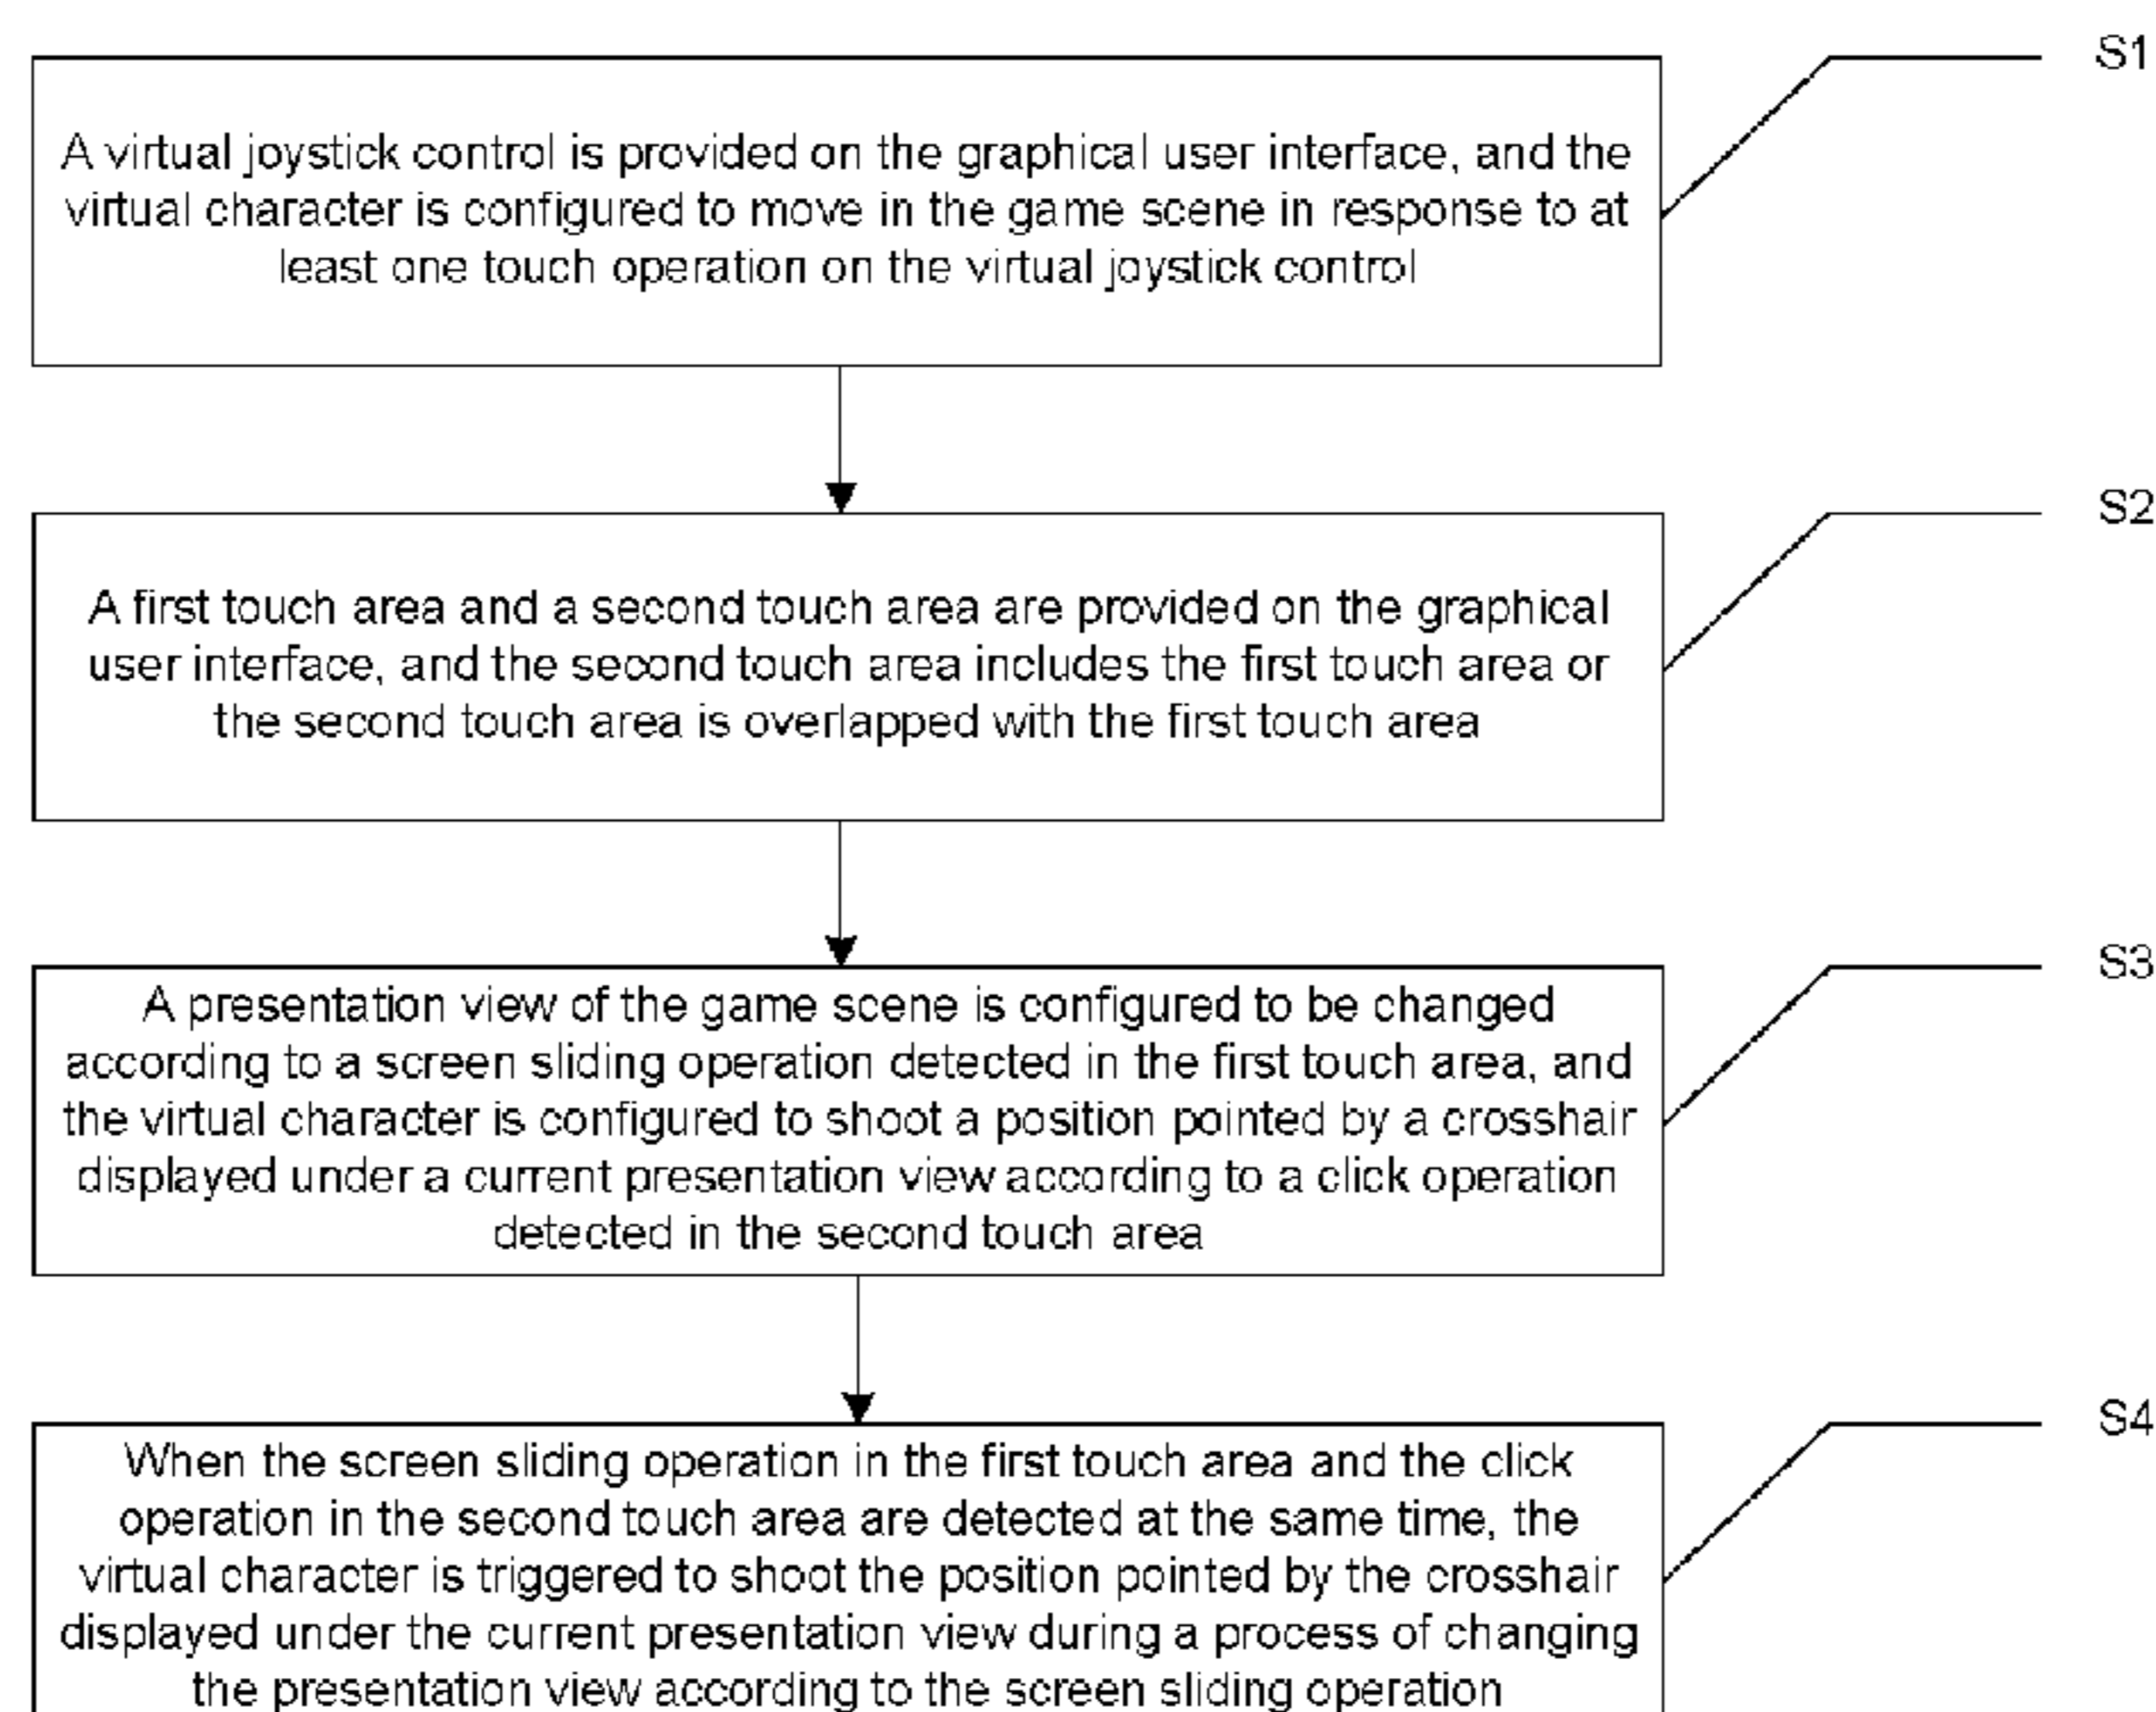 S1
A virtual joystick control is provided on the graphical user interface, and the
virtual character is configured to move in the game scene in response to at
least one touch operation on the virtual joystick control
S2
A first touch area and a second touch area are provided on the graphical
user interface, and the second touch area includes the first touch area or
the second touch area is overlapped with the first touch area
S3
A presentation view of the game scene is configured to be changed
according to a screen sliding operation detected in the first touch area, and
the virtual character is configured to shoot a position pointed by a crosshair
displayed under a current presentation view according to a click operation
detected in the second touch area
S4
When the screen sliding operation in the first touch area and the click
operation in the second touch area are detected at the same time, the
virtual character is triggered to shoot the position pointed by the crosshair
displayed under the current presentation view during a process of changing
the presentation view according to the screen sliding operation